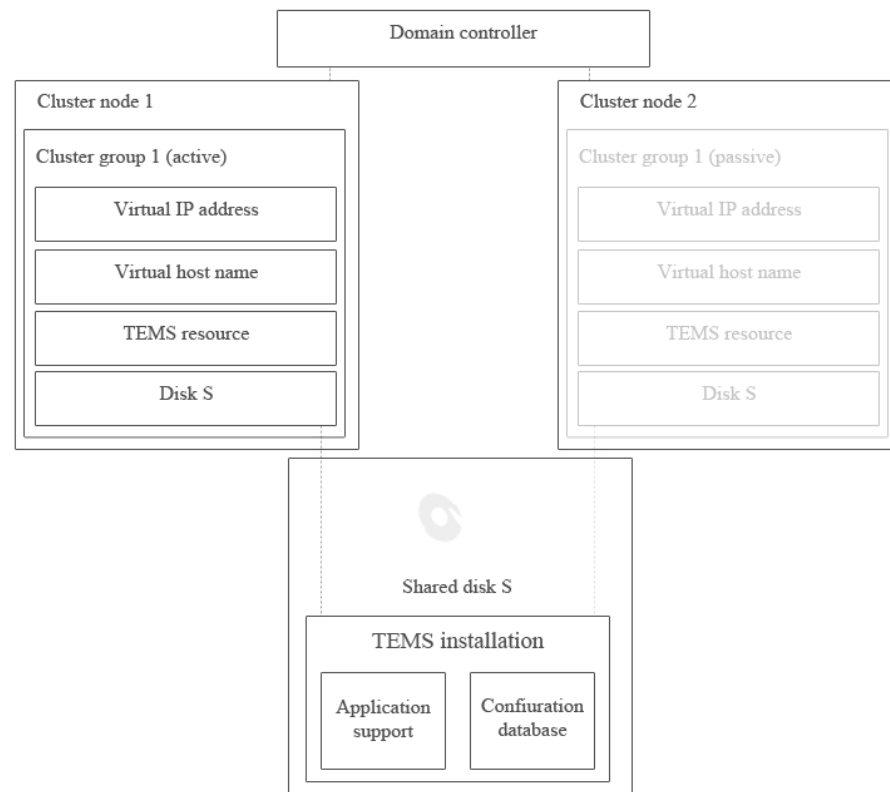 Domain controller
Cluster node 1
Cluster group 1 (active)
Virtual IP address
Virtual host name
TEMS resource
Disk S
Cluster node 2
Cluster group 1 (passive)
Virtual IP address
Virtual host name
TEMS resource
Disk S
Shared disk S
TEMS installation
Application
support
Confiuration
database